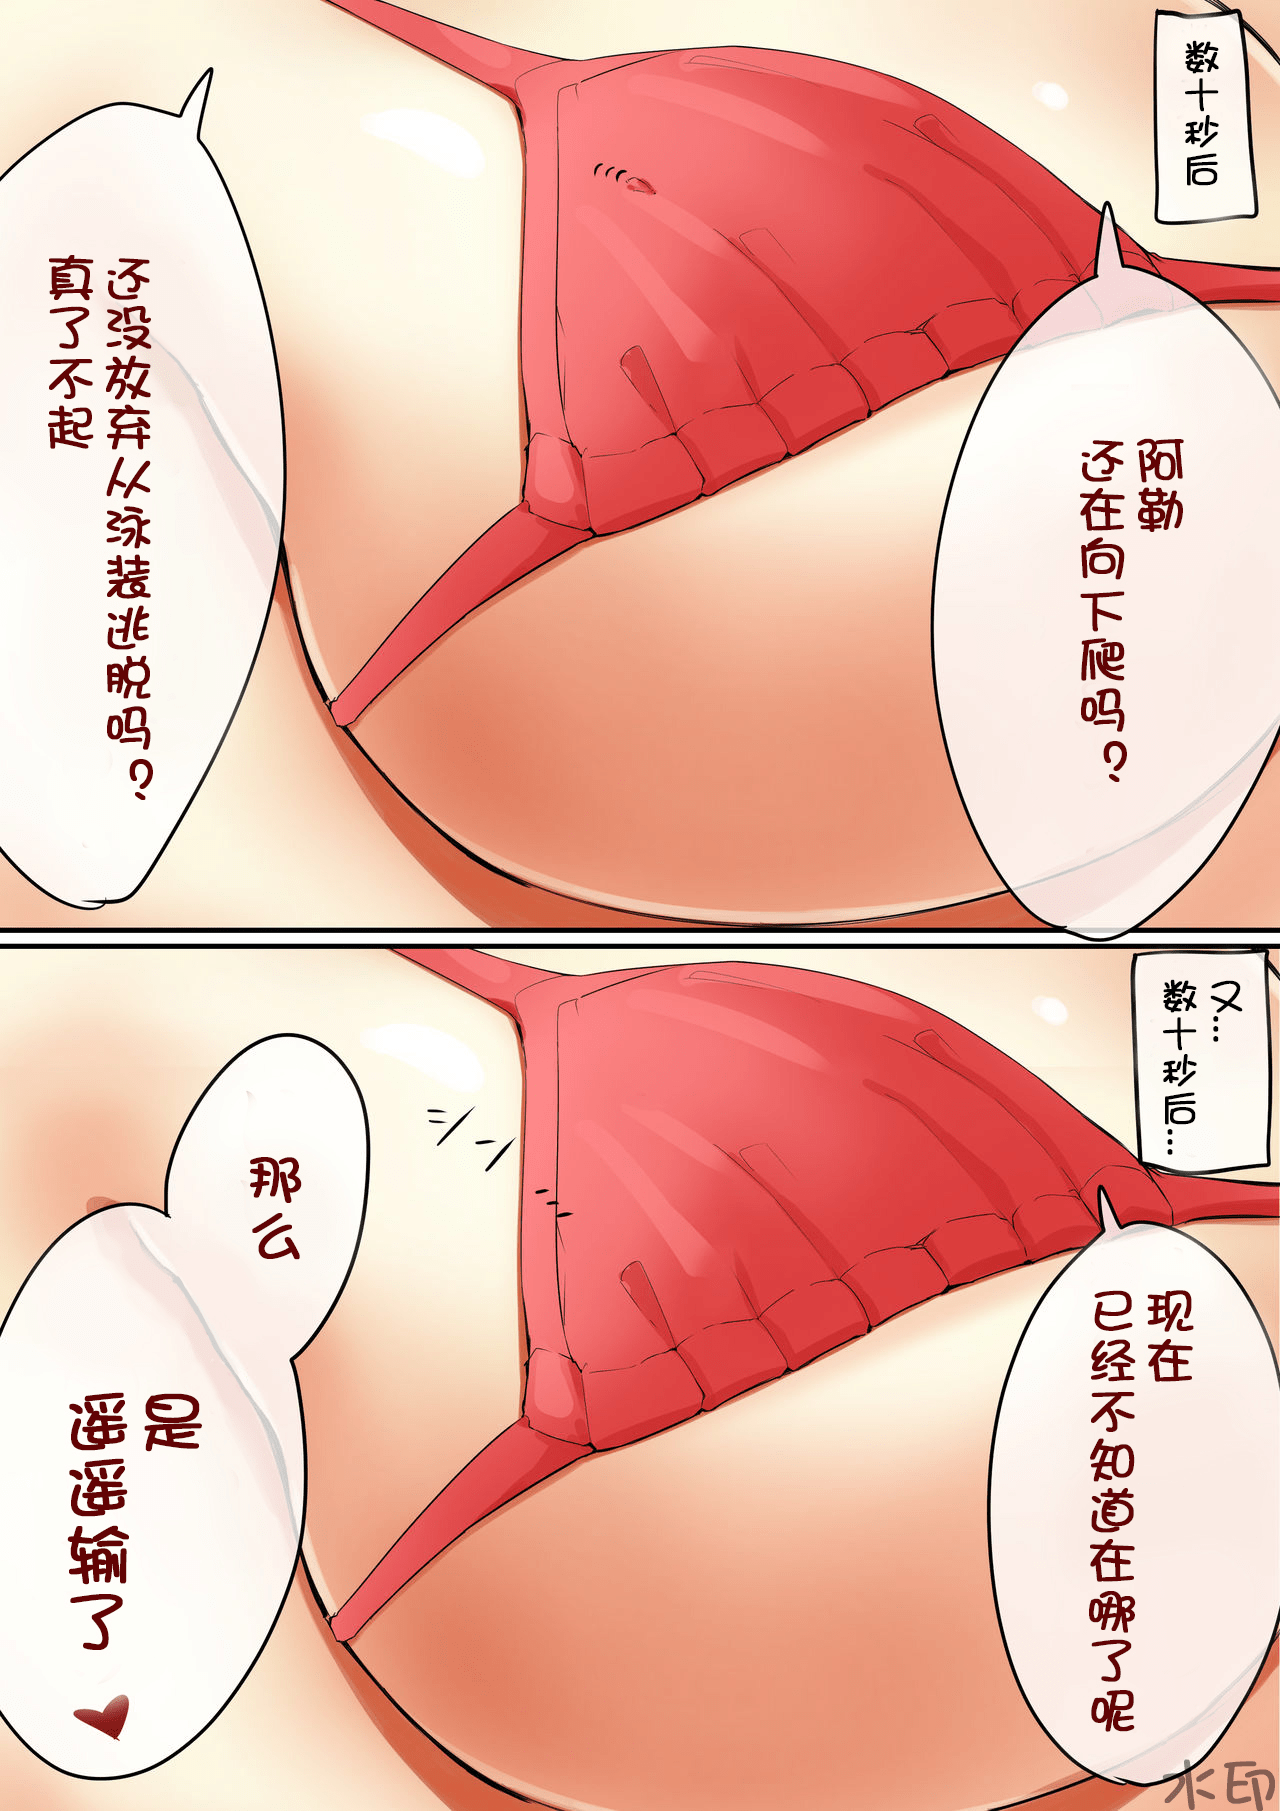 数十秒后
阿勒
还在向下爬吗？
还没放弃从泳装逃脱吗？
真了不起
又…
数十秒后…
现在
已经不知道在哪了呢
那么
是
遥遥输了
水印